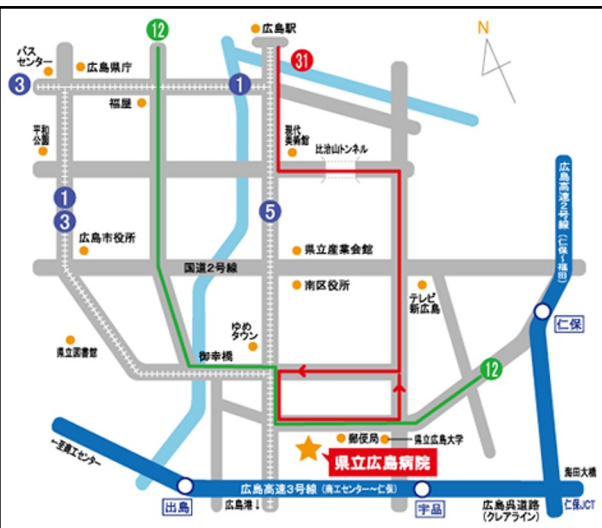 12
広島駅
N
バス
センター
広島県庁
31
3
1
福屋
平和
公園
現代
美術館
比治山トンネル
広島高速2号線
(仁保~福田)
1
3
5
広島市役所
県立産業会館
国道2号線
南区役所
テレビ
新広島
仁保
ゆめ
タウン
県立図書館
御幸橋
12
郵便局
県立広島大学
県立広島病院
←至商工センター
海田大橋
広島高速3号線(商工センター~仁保)
出島
広島港↓
宇品
広島呉道路
(クレアライン)
仁保JCT